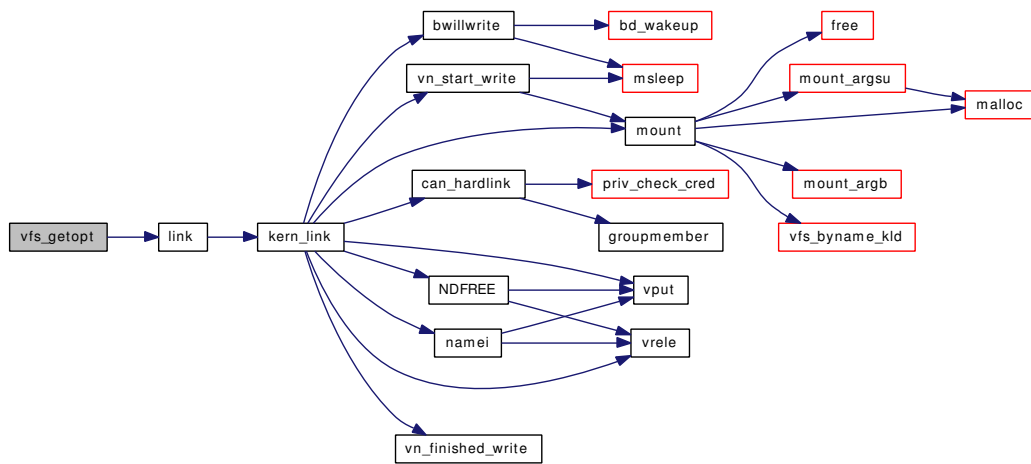 vfs_getopt
link
kern_link
bwillwrite
vn_start_write
can_hardlink
NDFREE
namei
vn_finished_write
bd_wakeup
msleep
mount
priv_check_cred
groupmember
vput
vrele
free
mount_argsu
mount_argb
vfs_byname_kld
malloc